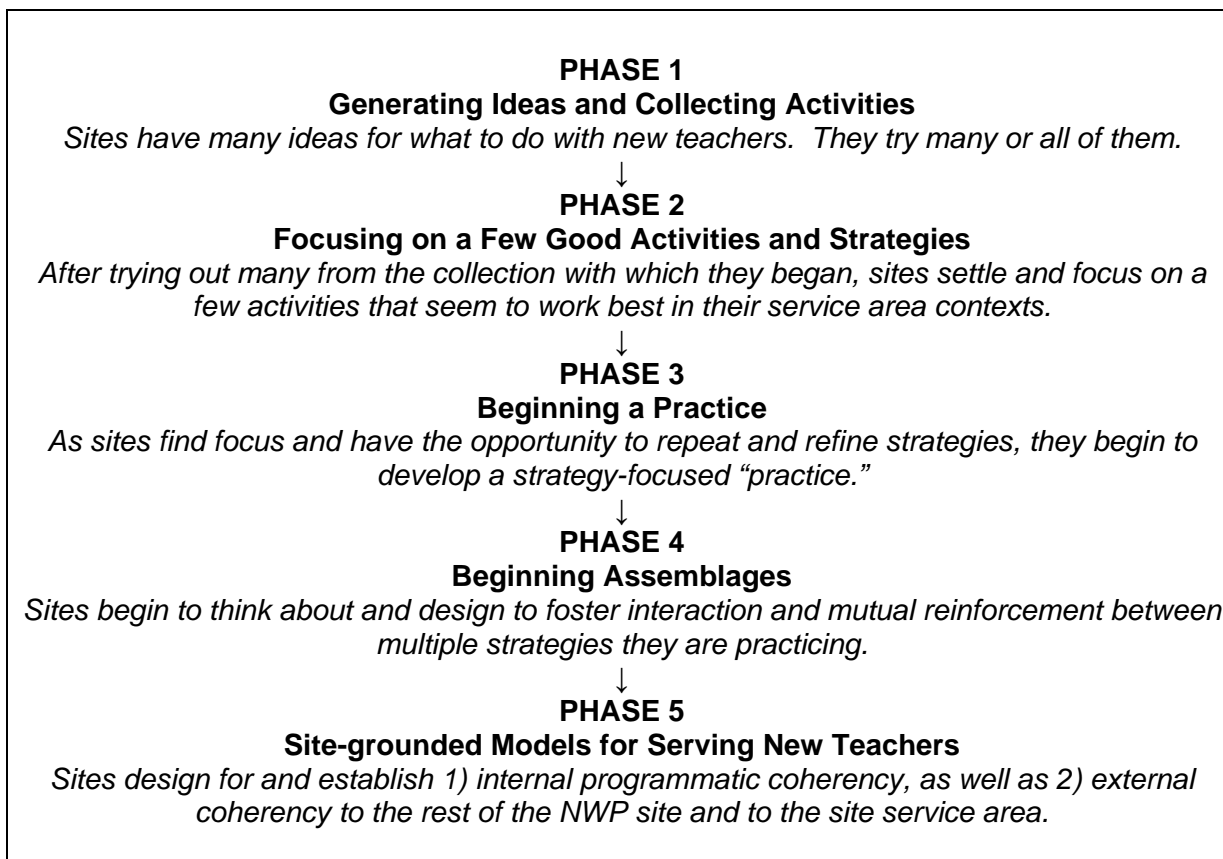 PHASE 1
Generating Ideas and Collecting Activities
Sites have many ideas for what to do with new teachers.  They try many or all of them.
↓
PHASE 2
Focusing on a Few Good Activities and Strategies
After trying out many from the collection with which they began, sites settle and focus on a
few activities that seem to work best in their service area contexts.
↓
PHASE 3
Beginning a Practice
As sites find focus and have the opportunity to repeat and refine strategies, they begin to
develop a strategy-focused “practice.”
↓
PHASE 4
Beginning Assemblages
Sites begin to think about and design to foster interaction and mutual reinforcement between
multiple strategies they are practicing.
↓
PHASE 5
Site-grounded Models for Serving New Teachers
Sites design for and establish 1) internal programmatic coherency, as well as 2) external
coherency to the rest of the NWP site and to the site service area.